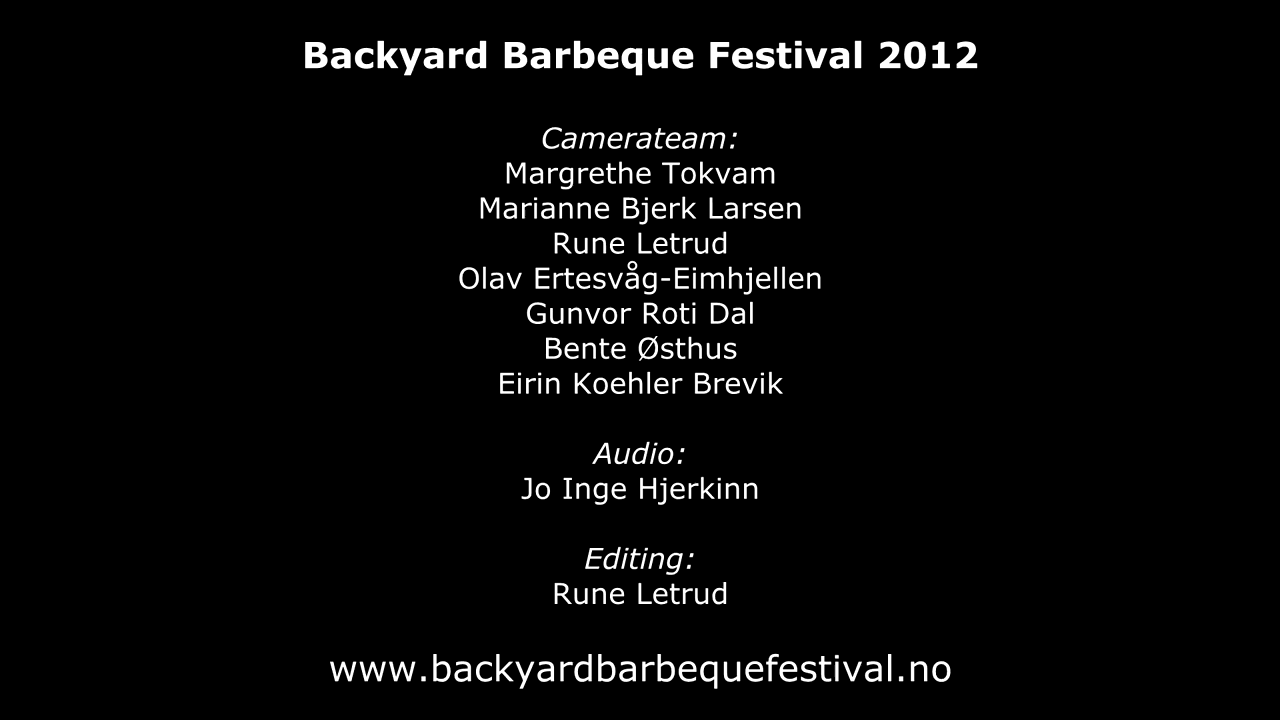 Backyard Barbeque Festival 2012
Camerateam:
Margrethe Tokvam
Marianne Bjerk Larsen
Rune Letrud
Olav Ertesvåg-Eimhjellen
Gunvor Roti Dal
Bente Østhus
Eirin Koehler Brevik
Audio:
Jo Inge Hjerkinn
Editing:
Rune Letrud
www.backyardbarbequefestival.no